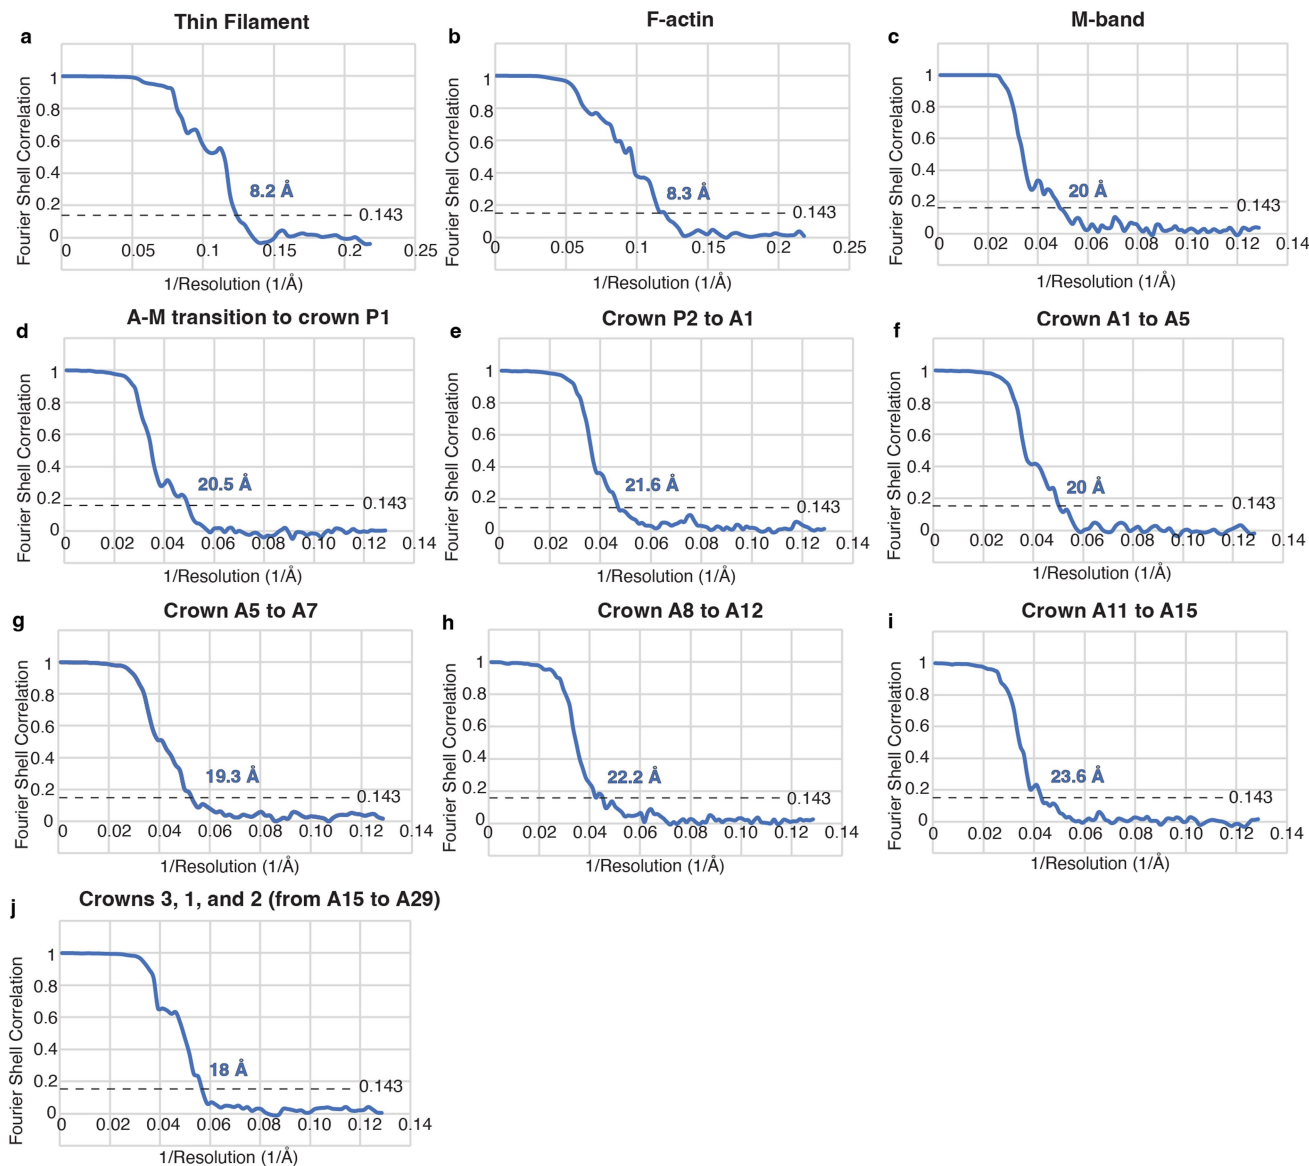 Thin Filament
a
Fourier Shell Correlation
1
0.8
0.6
0.4
0.2
0
8.2 Å
0.143
0 0.05 0.1 0.15 0.2 0.25
1/Resolution (1/Å)
F-actin
b
Fourier Shell Correlation
1
0.8
0.6
0.4
0.2
0
8.3 Å
0.143
0 0.05 0.1 0.15 0.2 0.25
1/Resolution (1/Å)
M-band
c
Fourier Shell Correlation
1
0.8
0.6
0.4
0.2
0
20 Å
0.143
0 0.02 0.04 0.06 0.08 0.10 0.12 0.14
1/Resolution (1/Å)
A-M transition to crown P1
d
Fourier Shell Correlation
1
0.8
0.6
0.4
0.2
0
20.5 Å
0.143
0 0.02 0.04 0.06 0.08 0.10 0.12 0.14
1/Resolution (1/Å)
Crown P2 to A1
e
Fourier Shell Correlation
1
0.8
0.6
0.4
0.2
0
21.6 Å
0.143
0 0.02 0.04 0.06 0.08 0.10 0.12 0.14
1/Resolution (1/Å)
Crown A1 to A5
f
Fourier Shell Correlation
1
0.8
0.6
0.4
0.2
0
20 Å
0.143
0 0.02 0.04 0.06 0.08 0.10 0.12 0.14
1/Resolution (1/Å)
Crown A5 to A7
g
Fourier Shell Correlation
1
0.8
0.6
0.4
0.2
0
19.3 Å
0.143
0 0.02 0.04 0.06 0.08 0.10 0.12 0.14
1/Resolution (1/Å)
Crown A8 to A12
h
Fourier Shell Correlation
1
0.8
0.6
0.4
0.2
0
22.2 Å
0.143
0 0.02 0.04 0.06 0.08 0.10 0.12 0.14
1/Resolution (1/Å)
Crown A11 to A15
i
Fourier Shell Correlation
1
0.8
0.6
0.4
0.2
0
23.6 Å
0.143
0 0.02 0.04 0.06 0.08 0.10 0.12 0.14
1/Resolution (1/Å)
Crowns 3, 1, and 2 (from A15 to A29)
j
Fourier Shell Correlation
1
0.8
0.6
0.4
0.2
0
18 Å
0.143
0 0.02 0.04 0.06 0.08 0.10 0.12 0.14
1/Resolution (1/Å)